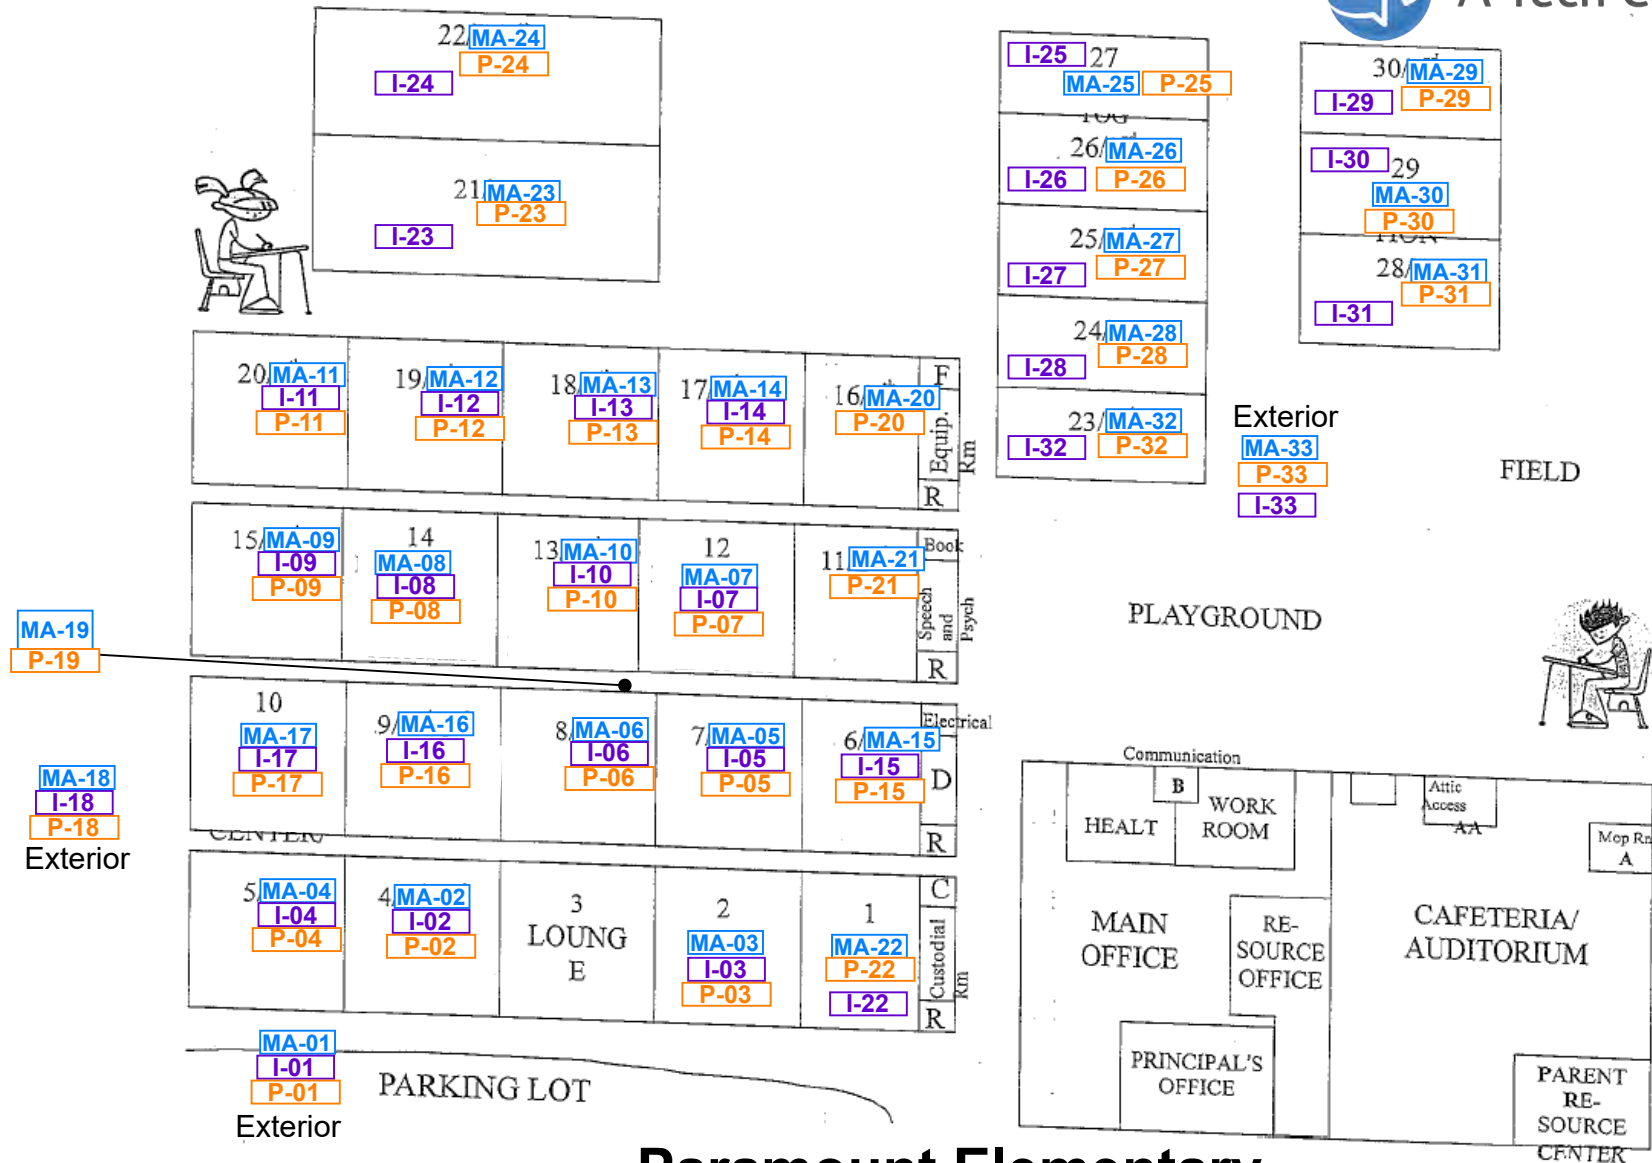 A Tech C
22/
MA-24
P-24
I-24
21
MA-23
P-23
I-23
I-25
27
MA-25
P-25
26/
MA-26
I-26
P-26
25/
MA-27
I-27
P-27
24/
MA-28
I-28
P-28
23/
MA-32
I-32
P-32
30/
MA-29
I-29
P-29
I-30
29
MA-30
P-30
28/
MA-31
P-31
I-31
Exterior
MA-33
P-33
I-33
FIELD
PLAYGROUND
20/
MA-11
I-11
P-11
19/
MA-12
I-12
P-12
18/
MA-13
I-13
P-13
17/
MA-14
I-14
P-14
16/
MA-20
P-20
F
Equip.
Rm
R
15/
MA-09
I-09
P-09
14
MA-08
I-08
P-08
13
MA-10
I-10
P-10
12
MA-07
I-07
P-07
11
MA-21
P-21
Book
Speech
and
Psych
R
MA-19
P-19
10
MA-17
I-17
P-17
9/
MA-16
I-16
P-16
8/
MA-06
I-06
P-06
7/
MA-05
I-05
P-05
6/
MA-15
I-15
P-15
Electrical
D
R
MA-18
I-18
P-18
Exterior
CENTER
5/
MA-04
I-04
P-04
4
MA-02
I-02
P-02
3
LOUNG
E
2
MA-03
I-03
P-03
1
MA-22
P-22
I-22
C
Custodial
Rm
R
MA-01
I-01
P-01
Exterior
PARKING LOT
Communication
B
HEALT
WORK
ROOM
Attic
Access
AA
Mop Rm
A
MAIN
OFFICE
RE-
SOURCE
OFFICE
CAFETERIA/
AUDITORIUM
PRINCIPAL'S
OFFICE
PARENT
RE-
SOURCE
CENTER
Paramount Elementary